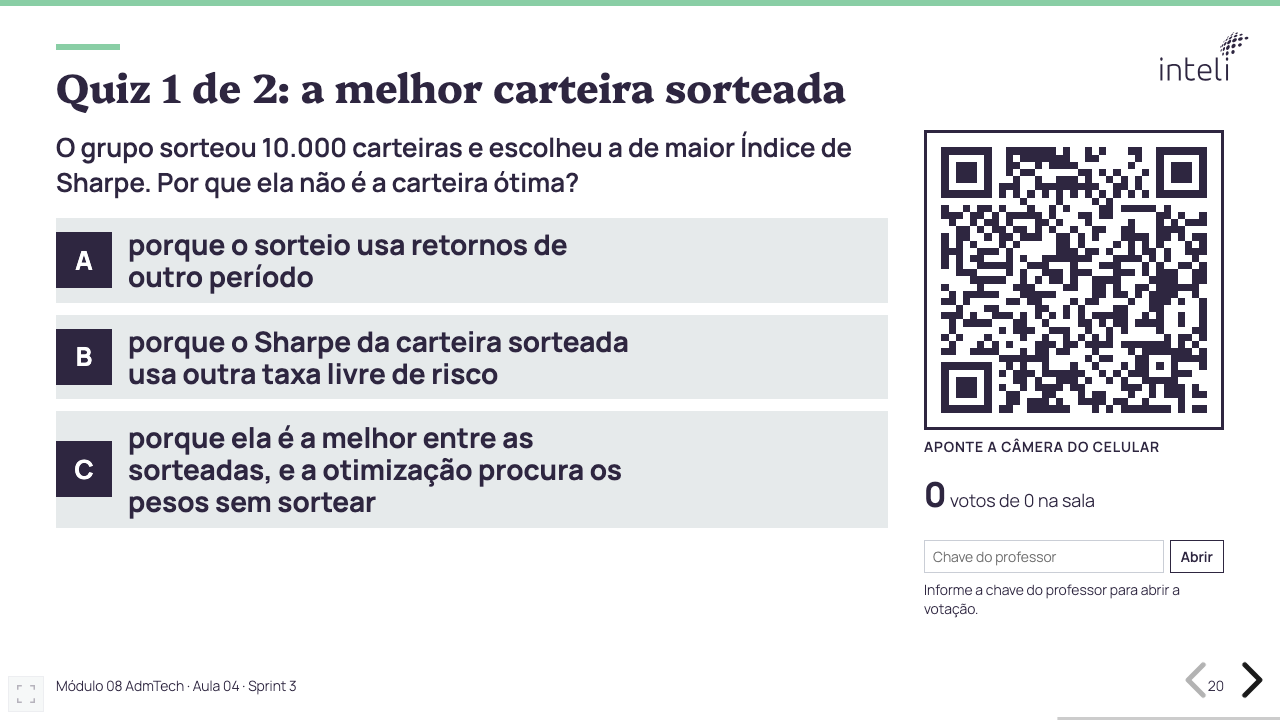 inteli
Quiz 1 de 2: a melhor carteira sorteada
O grupo sorteou 10.000 carteiras e escolheu a de maior Índice de
Sharpe. Por que ela não é a carteira ótima?
A
porque o sorteio usa retornos de
outro período
B
porque o Sharpe da carteira sorteada
usa outra taxa livre de risco
C
porque ela é a melhor entre as
sorteadas, e a otimização procura os
pesos sem sortear
APONTE A CÂMERA DO CELULAR
0 votos de 0 na sala
Chave do professor
Abrir
Informe a chave do professor para abrir a
votação.
Módulo 08 AdmTech · Aula 04 · Sprint 3
20